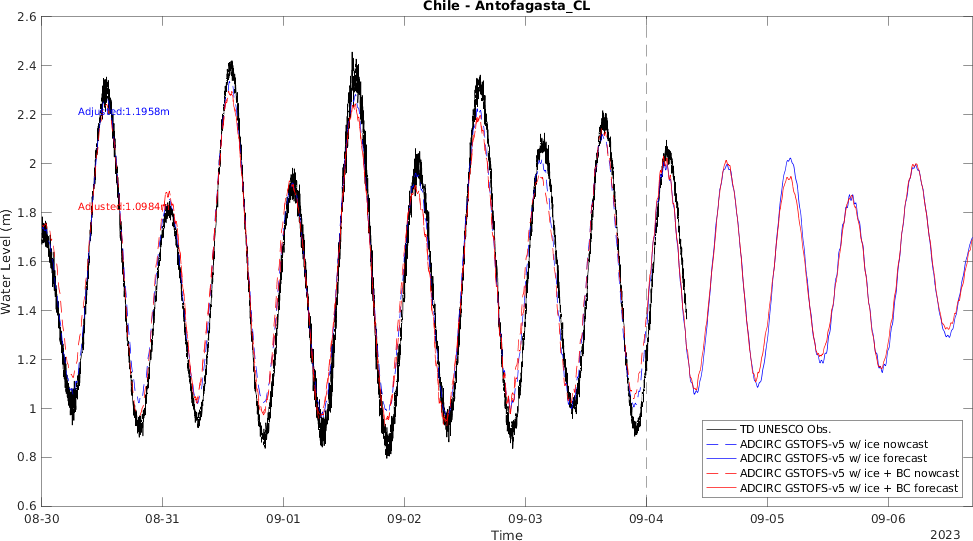 Chile - Antofagasta_CL
2.6
2.4
2.2
2
1.8
1.6
1.4
1.2
1
0.8
0.6
Water Level (m)
Adjusted:1.1958m
Adjusted:1.0984m
TD UNESCO Obs.
ADCIRC GSTOFS-v5 w/ ice nowcast
ADCIRC GSTOFS-v5 w/ ice forecast
ADCIRC GSTOFS-v5 w/ ice + BC nowcast
ADCIRC GSTOFS-v5 w/ ice + BC forecast
08-30 08-31 09-01 09-02 09-03 09-04 09-05 09-06
Time
2023